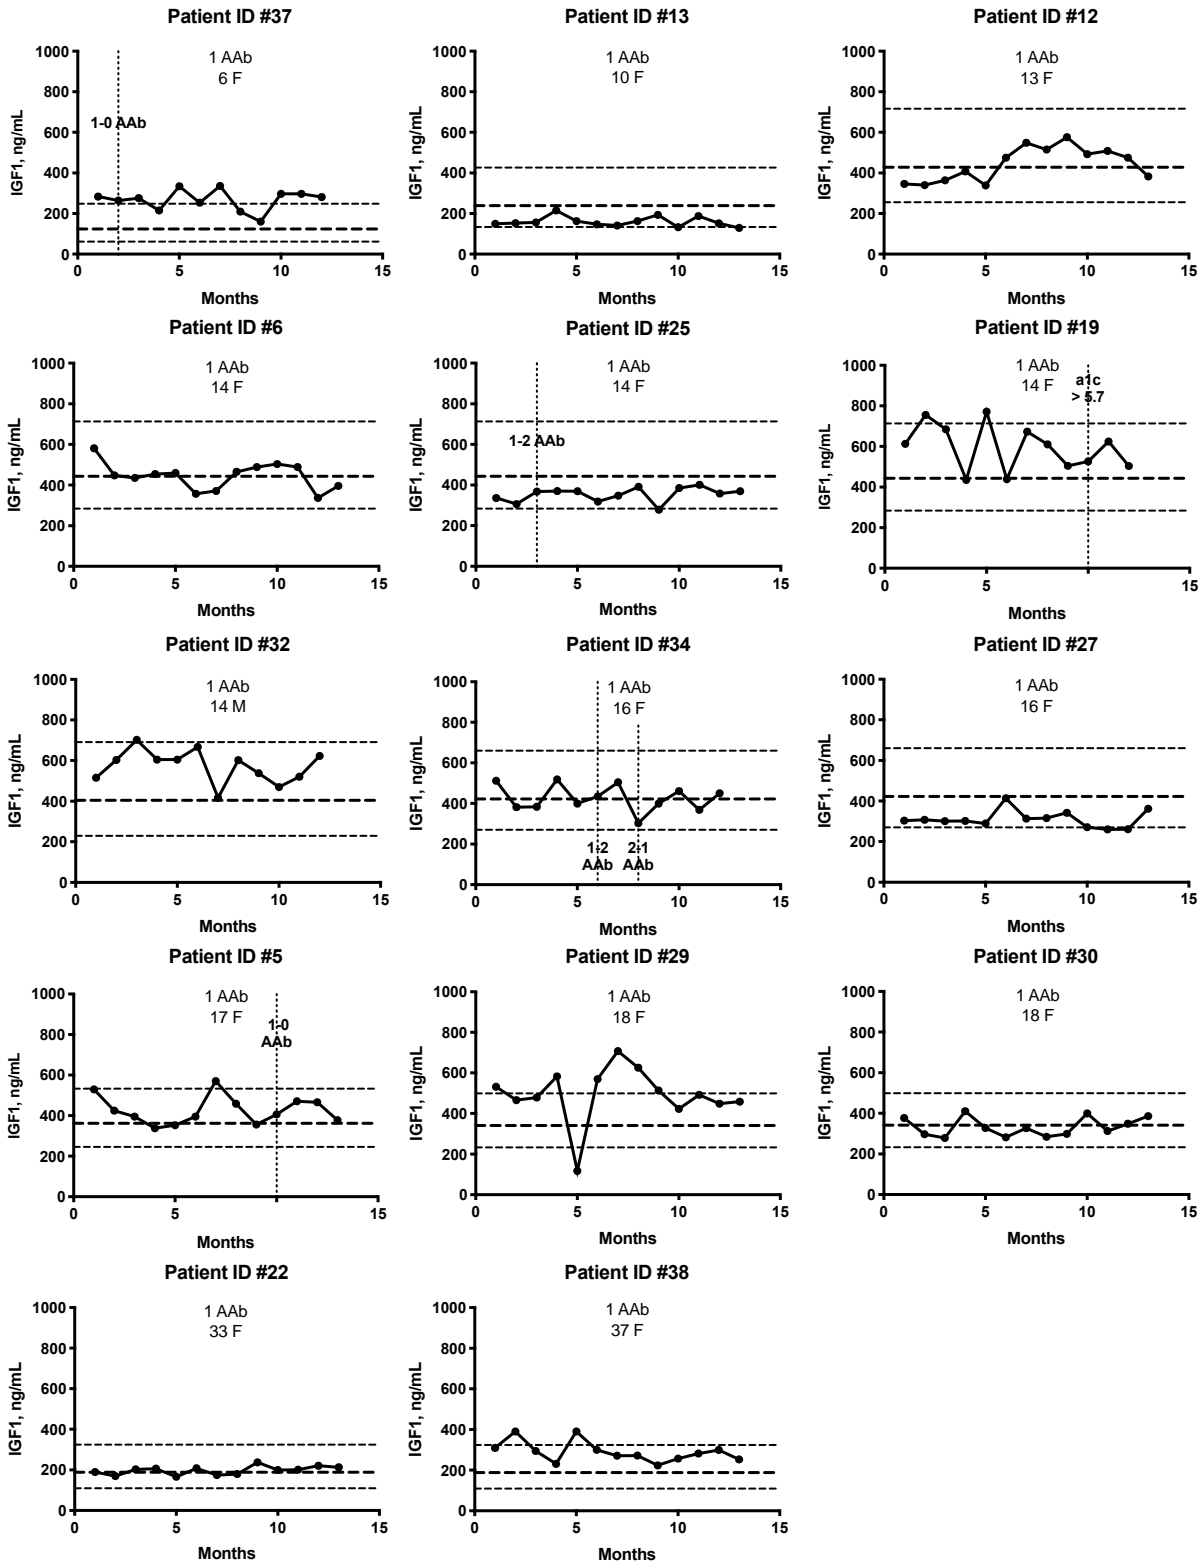 Patient ID #37
1 AAb
6 F
1-0 AAb
IGF1, ng/mL
1000
800
600
400
200
0
0 5 10 15
Months
Patient ID #13
1 AAb
10 F
IGF1, ng/mL
1000
800
600
400
200
0
0 5 10 15
Months
Patient ID #12
1 AAb
13 F
IGF1, ng/mL
1000
800
600
400
200
0
0 5 10 15
Months
Patient ID #6
1 AAb
14 F
IGF1, ng/mL
1000
800
600
400
200
0
0 5 10 15
Months
Patient ID #25
1 AAb
14 F
1-2 AAb
IGF1, ng/mL
1000
800
600
400
200
0
0 5 10 15
Months
Patient ID #19
1 AAb
14 F
a1c
> 5.7
IGF1, ng/mL
1000
800
600
400
200
0
0 5 10 15
Months
Patient ID #32
1 AAb
14 M
IGF1, ng/mL
1000
800
600
400
200
0
0 5 10 15
Months
Patient ID #34
1 AAb
16 F
1-2
AAb
2-1
AAb
IGF1, ng/mL
1000
800
600
400
200
0
0 5 10 15
Months
Patient ID #27
1 AAb
16 F
IGF1, ng/mL
1000
800
600
400
200
0
0 5 10 15
Months
Patient ID #5
1 AAb
17 F
1-0
AAb
IGF1, ng/mL
1000
800
600
400
200
0
0 5 10 15
Months
Patient ID #29
1 AAb
18 F
IGF1, ng/mL
1000
800
600
400
200
0
0 5 10 15
Months
Patient ID #30
1 AAb
18 F
IGF1, ng/mL
1000
800
600
400
200
0
0 5 10 15
Months
Patient ID #22
1 AAb
33 F
IGF1, ng/mL
1000
800
600
400
200
0
0 5 10 15
Months
Patient ID #38
1 AAb
37 F
IGF1, ng/mL
1000
800
600
400
200
0
0 5 10 15
Months